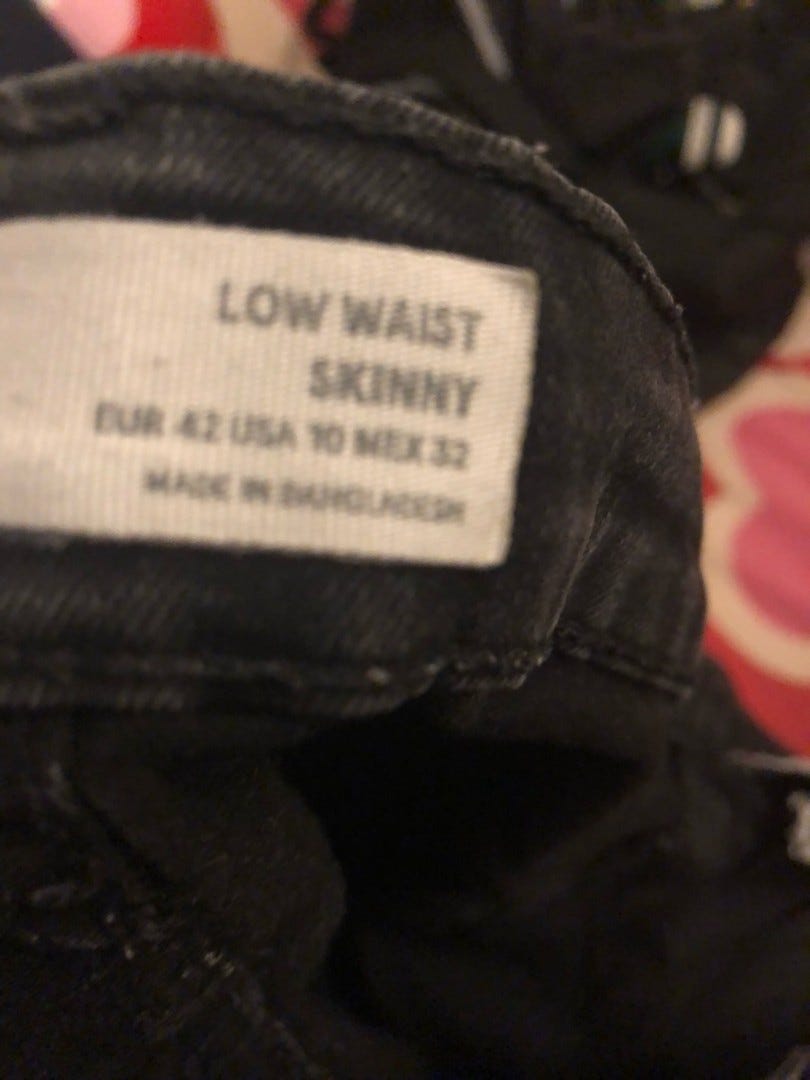 LOW WAIST
SKINNY
EUR 42 USA 10 MEX 32
MADE IN BANGLADESH